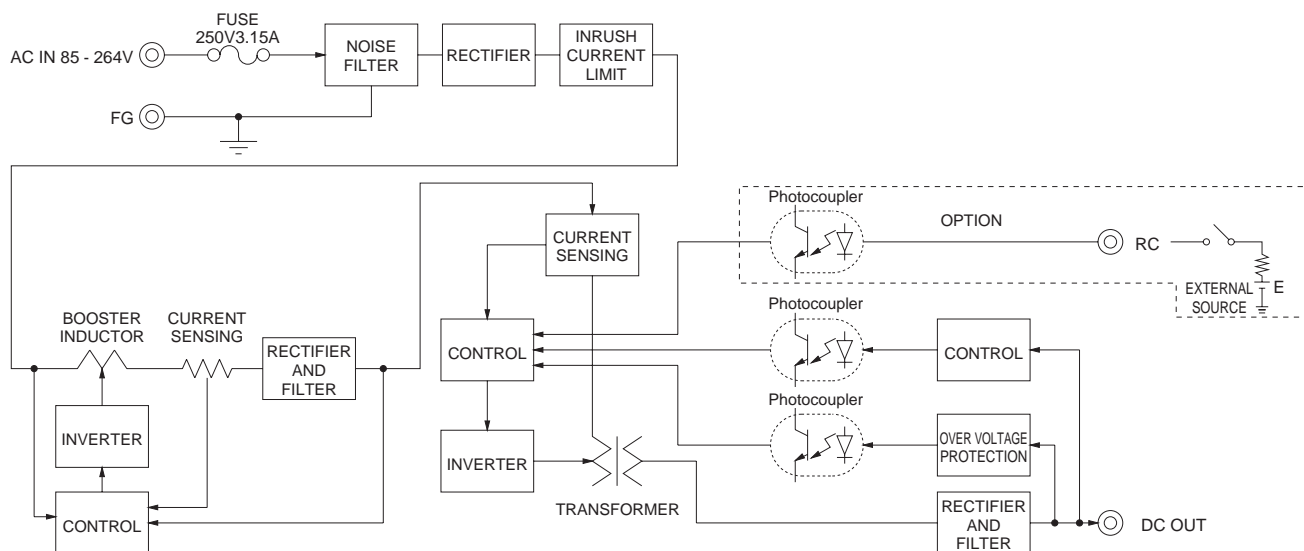 FUSE
250V3.15A
AC IN 85 - 264V
NOISE
FILTER
RECTIFIER
INRUSH
CURRENT
LIMIT
FG
Photocoupler
OPTION
RC
EXTERNAL
SOURCE
E
CURRENT
SENSING
BOOSTER
INDUCTOR
CURRENT
SENSING
RECTIFIER
AND
FILTER
CONTROL
Photocoupler
CONTROL
INVERTER
INVERTER
Photocoupler
OVER VOLTAGE
PROTECTION
TRANSFORMER
CONTROL
RECTIFIER
AND
FILTER
DC OUT